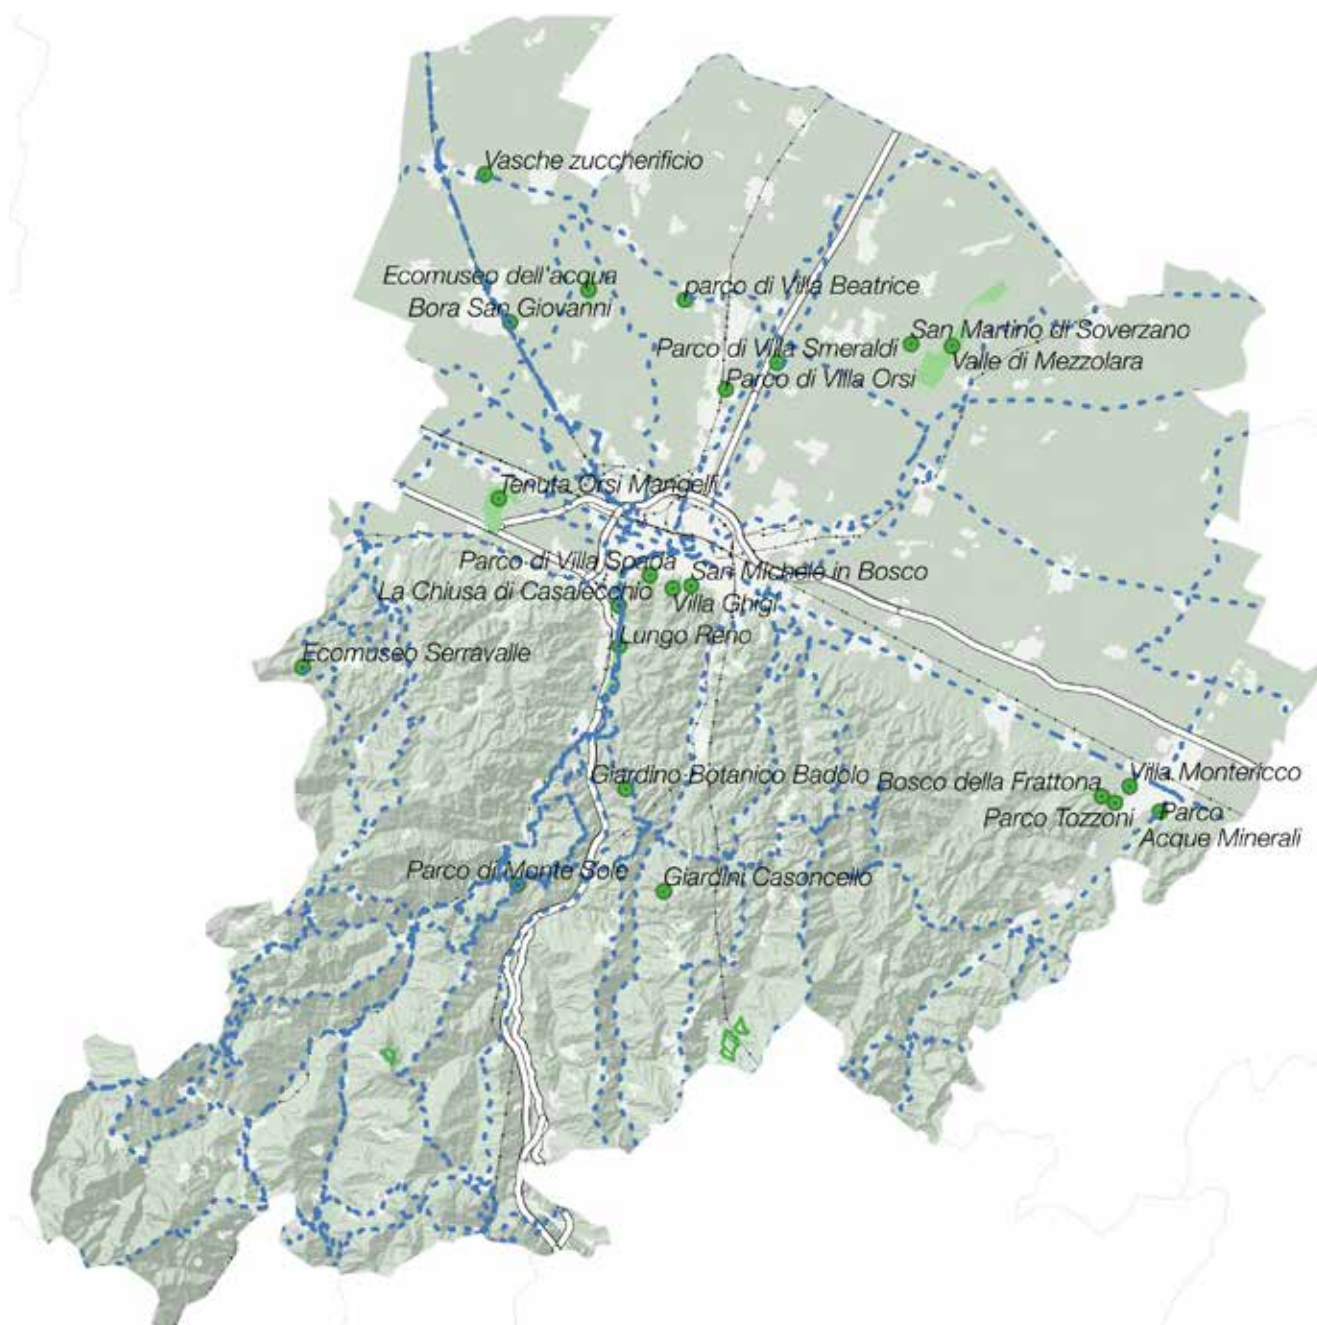 Vasche zuccherificio
Ecomuseo dell'acqua
parco di Villa Beatrice
Bora San Giovanni
San Martino di Soverzano
Parco di Villa Smeraldi
Valle di Mezzolara
Parco di Villa Orsi
Tenuta Orsi Mangelli
Parco di Villa Spada
San Michele in Bosco
La Chiusa di Casalecchio
Villa Ghigi
Lungo Reno
Ecomuseo Serravalle
Giardino Botanico Badolo
Bosco della Frattona
Villa Montericco
Parco Tozzoni
Parco
Acque Minerali
Parco di Monte Sole
Giardini Casoncello